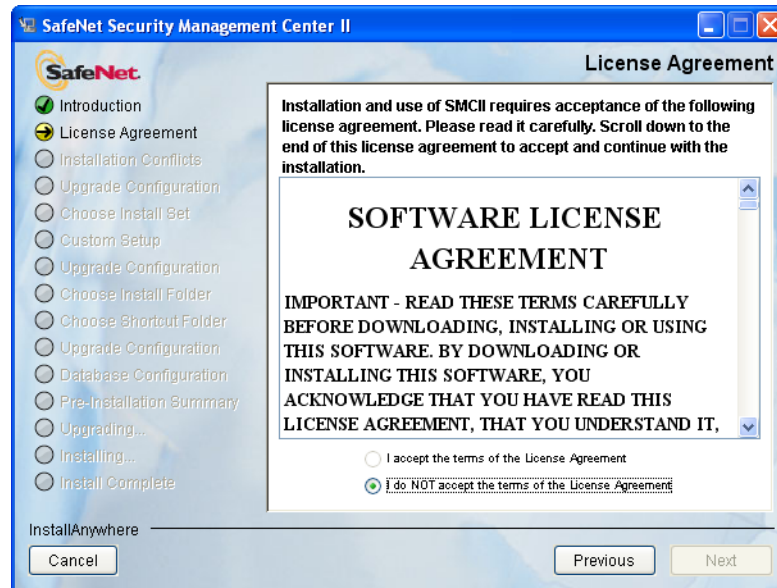 SafeNet Security Management Center II
SafeNet.
License Agreement
Introduction
License Agreement
Installation Conflicts
Upgrade Configuration
Choose Install Set
Custom Setup
Upgrade Configuration
Choose Install Folder
Choose Shortcut Folder
Upgrade Configuration
Database Configuration
Pre-Installation Summary
Upgrading...
Installing...
Install Complete
Installation and use of SMCII requires acceptance of the following
license agreement. Please read it carefully. Scroll down to the
end of this license agreement to accept and continue with the
installation.
SOFTWARE LICENSE
AGREEMENT
IMPORTANT - READ THESE TERMS CAREFULLY
BEFORE DOWNLOADING, INSTALLING OR USING
THIS SOFTWARE. BY DOWNLOADING OR
INSTALLING THIS SOFTWARE, YOU
ACKNOWLEDGE THAT YOU HAVE READ THIS
LICENSE AGREEMENT, THAT YOU UNDERSTAND IT,
I accept the terms of the License Agreement
I do NOT accept the terms of the License Agreement
InstallAnywhere
Cancel
Previous
Next